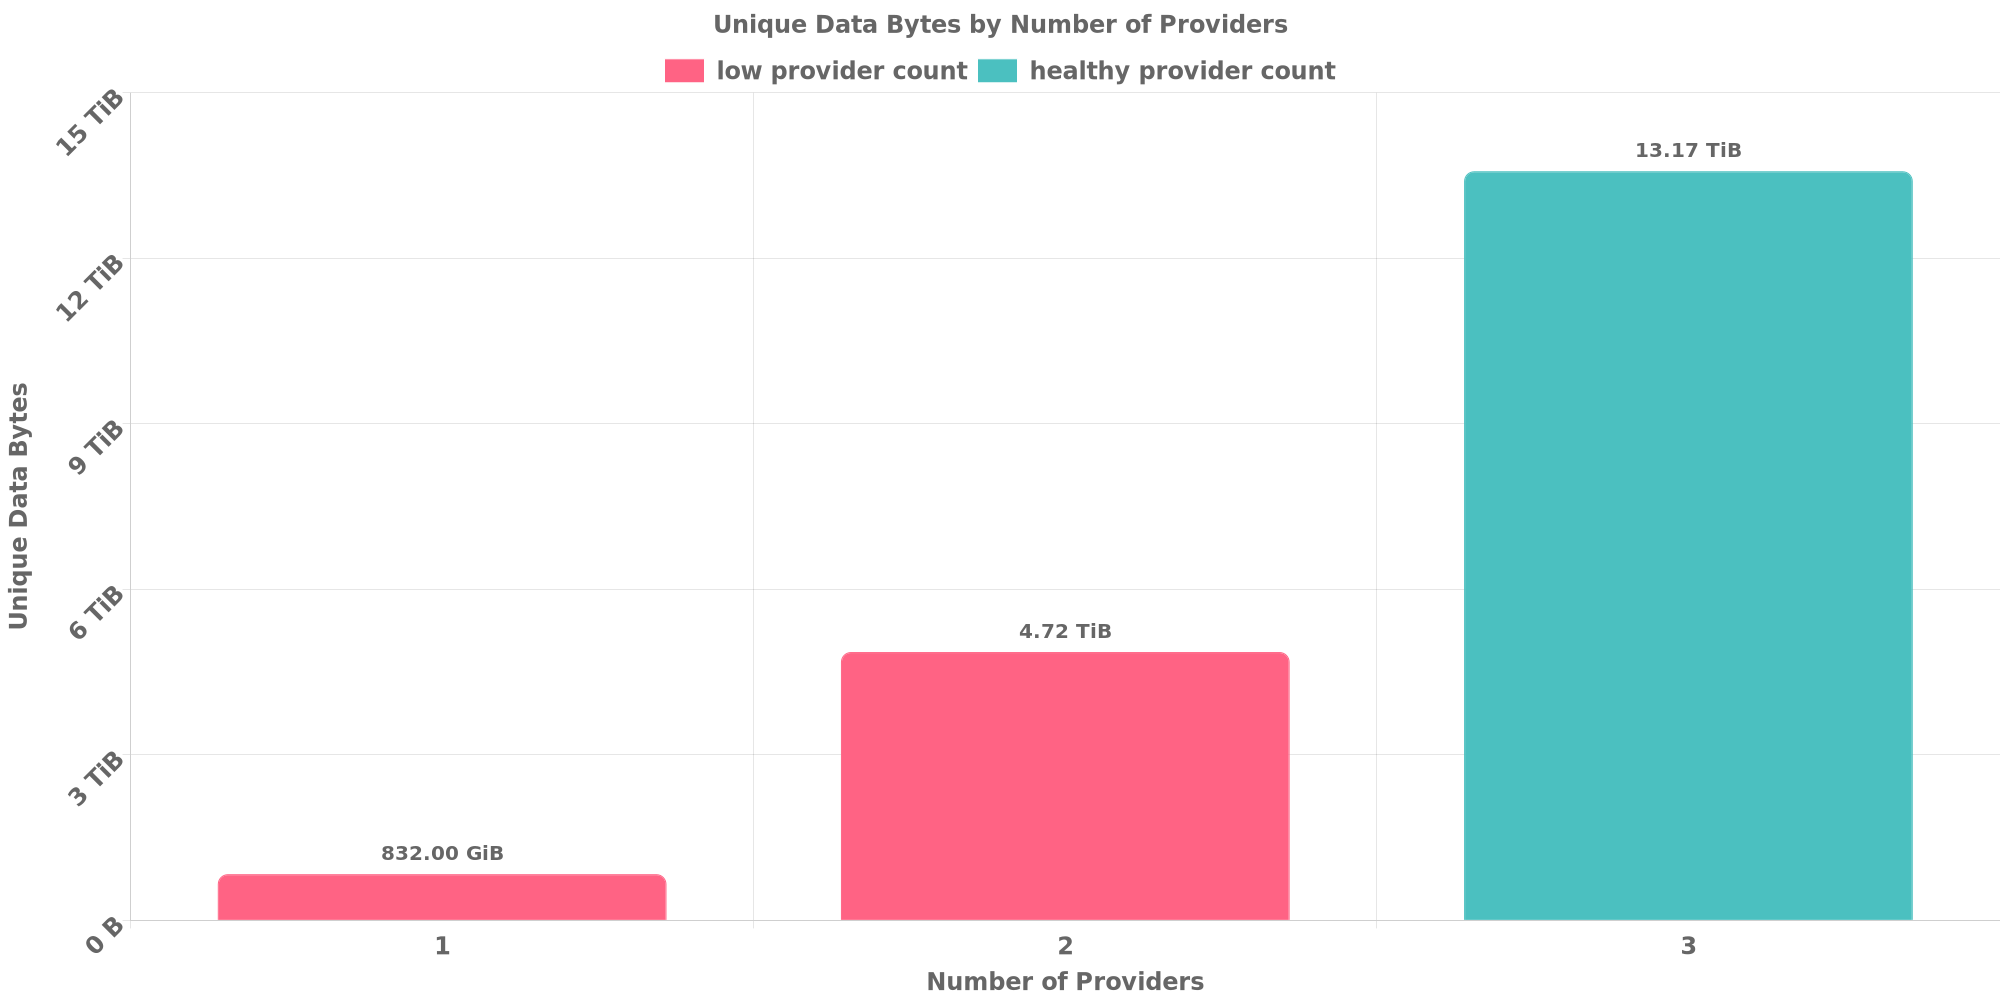 Unique Data Bytes by Number of Providers
low provider count healthy provider count
15 TiB
12 TiB
9 TiB
6 TiB
3 TiB
0 B
Unique Data Bytes
832.00 GiB
4.72 TiB
13.17 TiB
1 2 3
Number of Providers